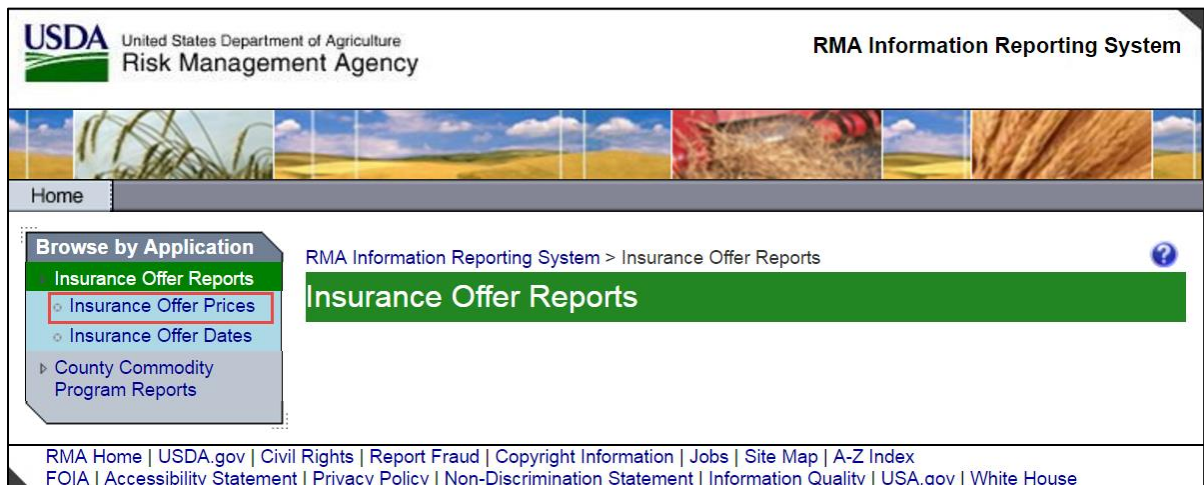 USDA
United States Department of Agriculture
Risk Management Agency
RMA Information Reporting System
Home
Browse by Application
Insurance Offer Reports
Insurance Offer Prices
Insurance Offer Dates
County Commodity
Program Reports
RMA Information Reporting System > Insurance Offer Reports
?
Insurance Offer Reports
RMA Home | USDA.gov | Civil Rights | Report Fraud | Copyright Information | Jobs | Site Map | A-Z Index
FOIA | Accessibility Statement | Privacy Policy | Non-Discrimination Statement | Information Quality | USA.gov | White House